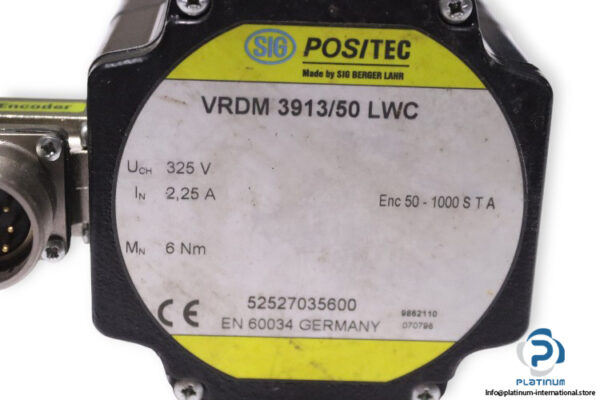 SIG POSITEC
Made by SIG BERGER LAHR
Encoder
VRDM 3913/50 LWC
UCH 325 V
IN 2,25 A
Enc 50 - 1000 S T A
MN 6 Nm
52527035600
9862110
CE EN 60034 GERMANY 070796
PLATINUM
info@platinum-international.store